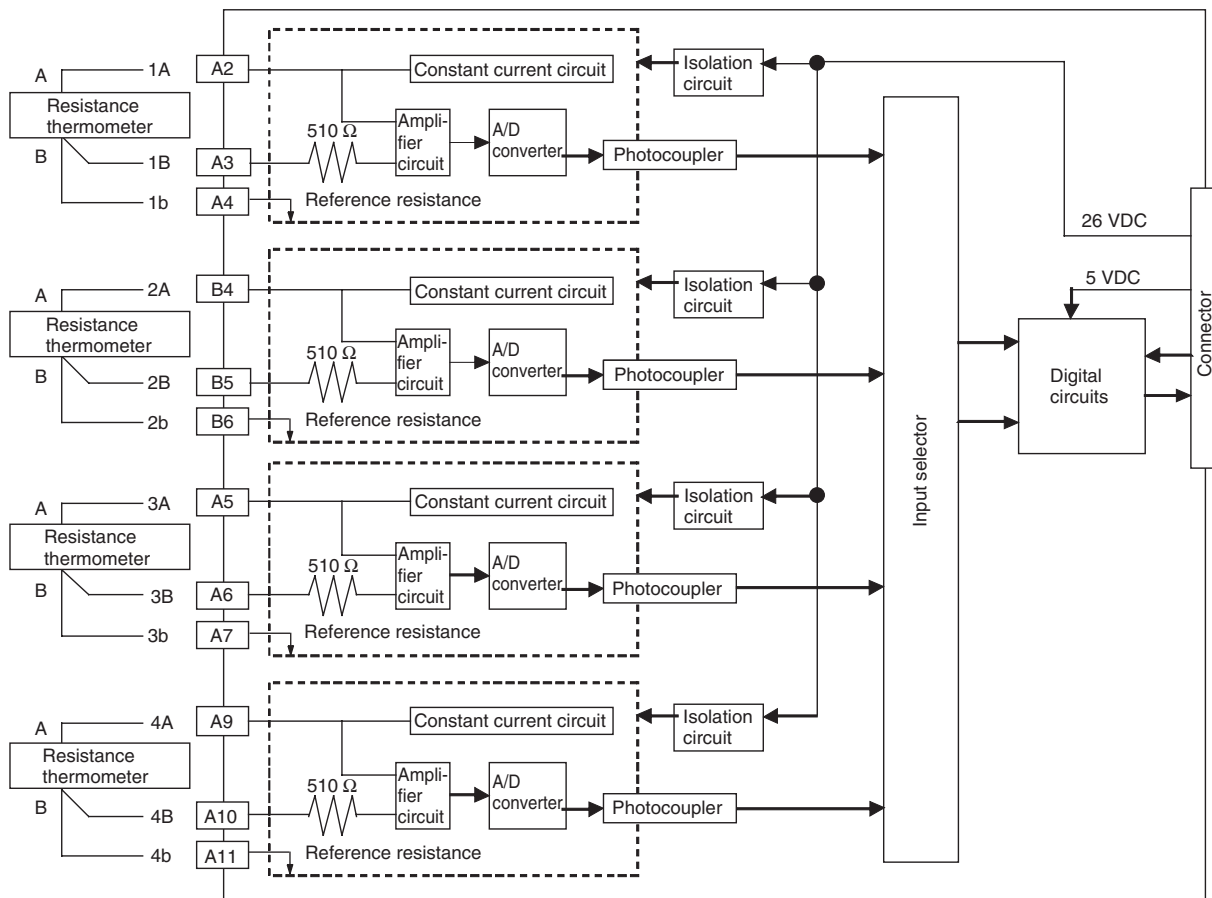 A
1A
A2
Constant current circuit
Isolation
circuit
Resistance
thermometer
510 Ω
Ampli-
fier
circuit
A/D
converter
Photocoupler
B
1B
A3
1b
A4
Reference resistance
26 VDC
A
2A
B4
Constant current circuit
Isolation
circuit
5 VDC
Resistance
thermometer
510 Ω
Ampli-
fier
circuit
A/D
converter
Photocoupler
B
2B
B5
2b
B6
Reference resistance
Input selector
Digital
circuits
Connector
A
3A
A5
Constant current circuit
Isolation
circuit
Resistance
thermometer
510 Ω
Ampli-
fier
circuit
A/D
converter
Photocoupler
B
3B
A6
3b
A7
Reference resistance
A
4A
A9
Constant current circuit
Isolation
circuit
Resistance
thermometer
510 Ω
Ampli-
fier
circuit
A/D
converter
Photocoupler
B
4B
A10
4b
A11
Reference resistance